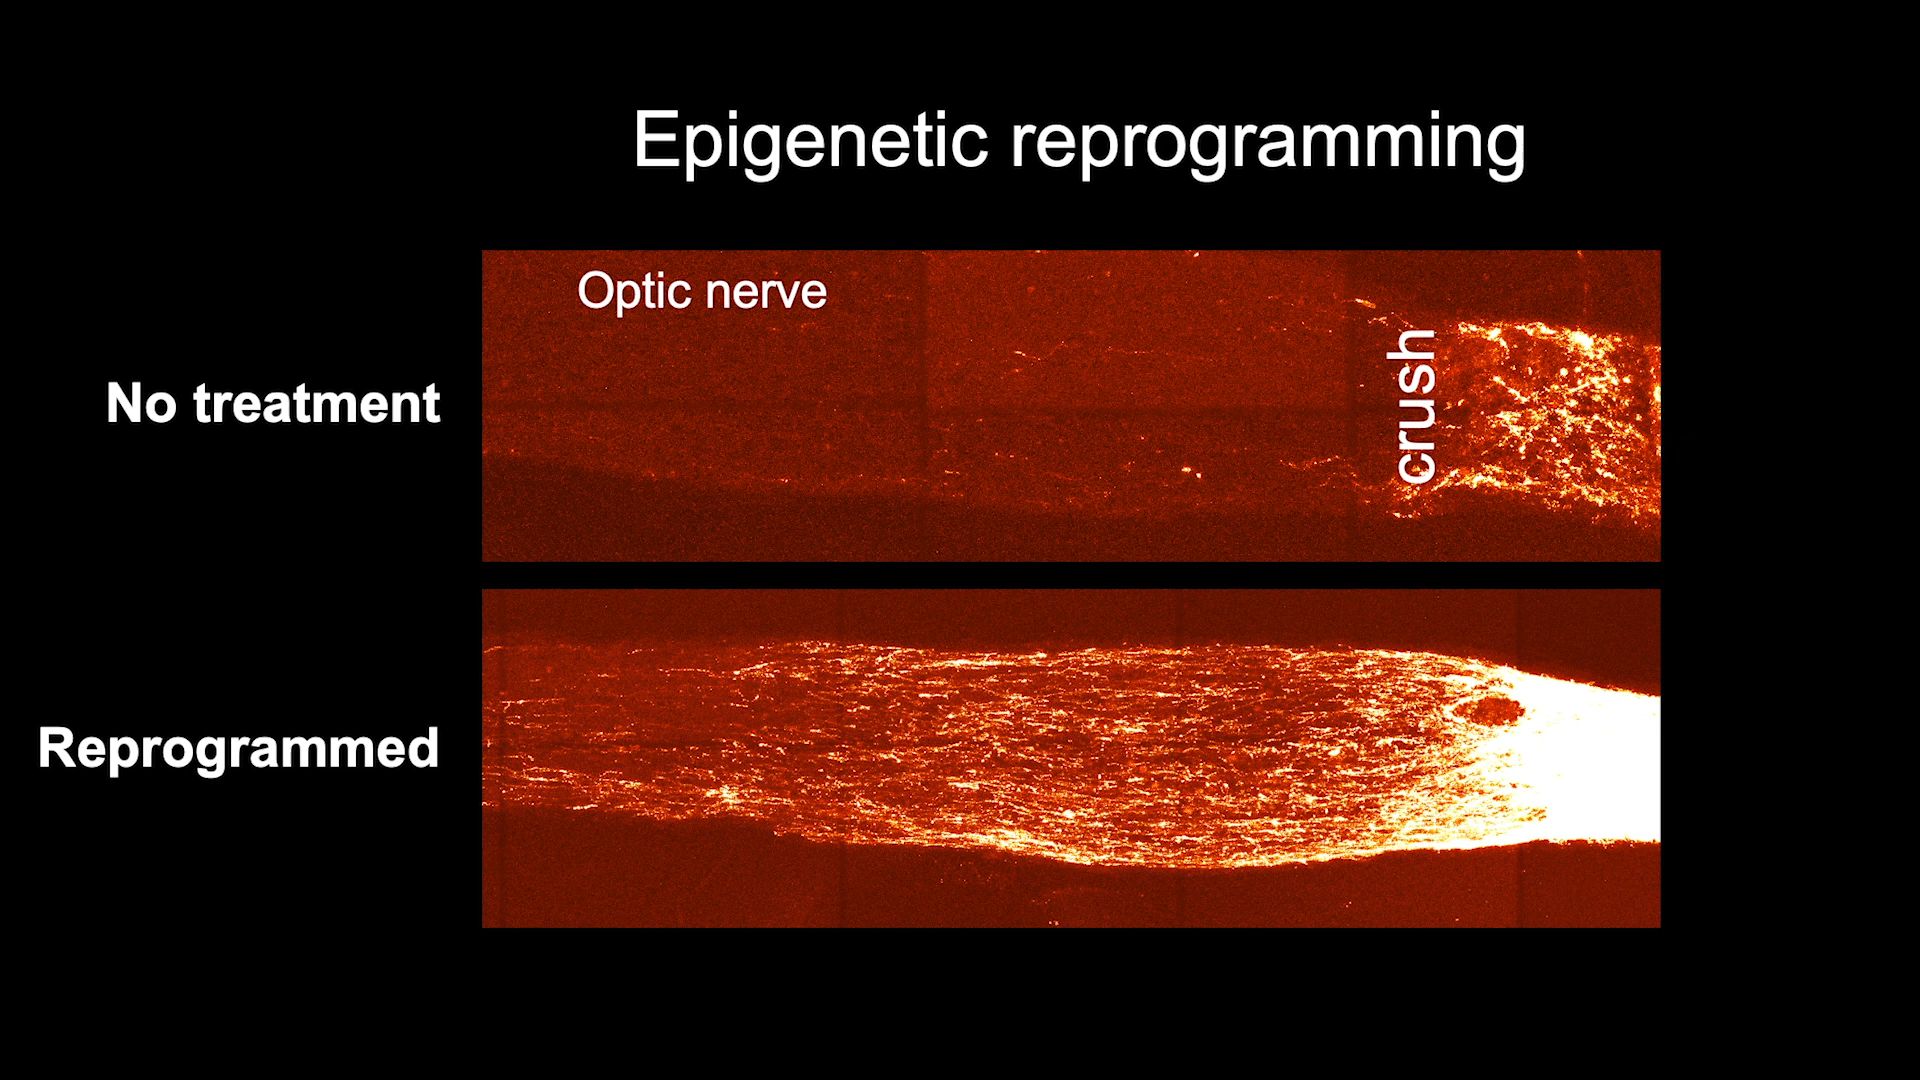 Epigenetic reprogramming
Optic nerve
No treatment
crush
Reprogrammed